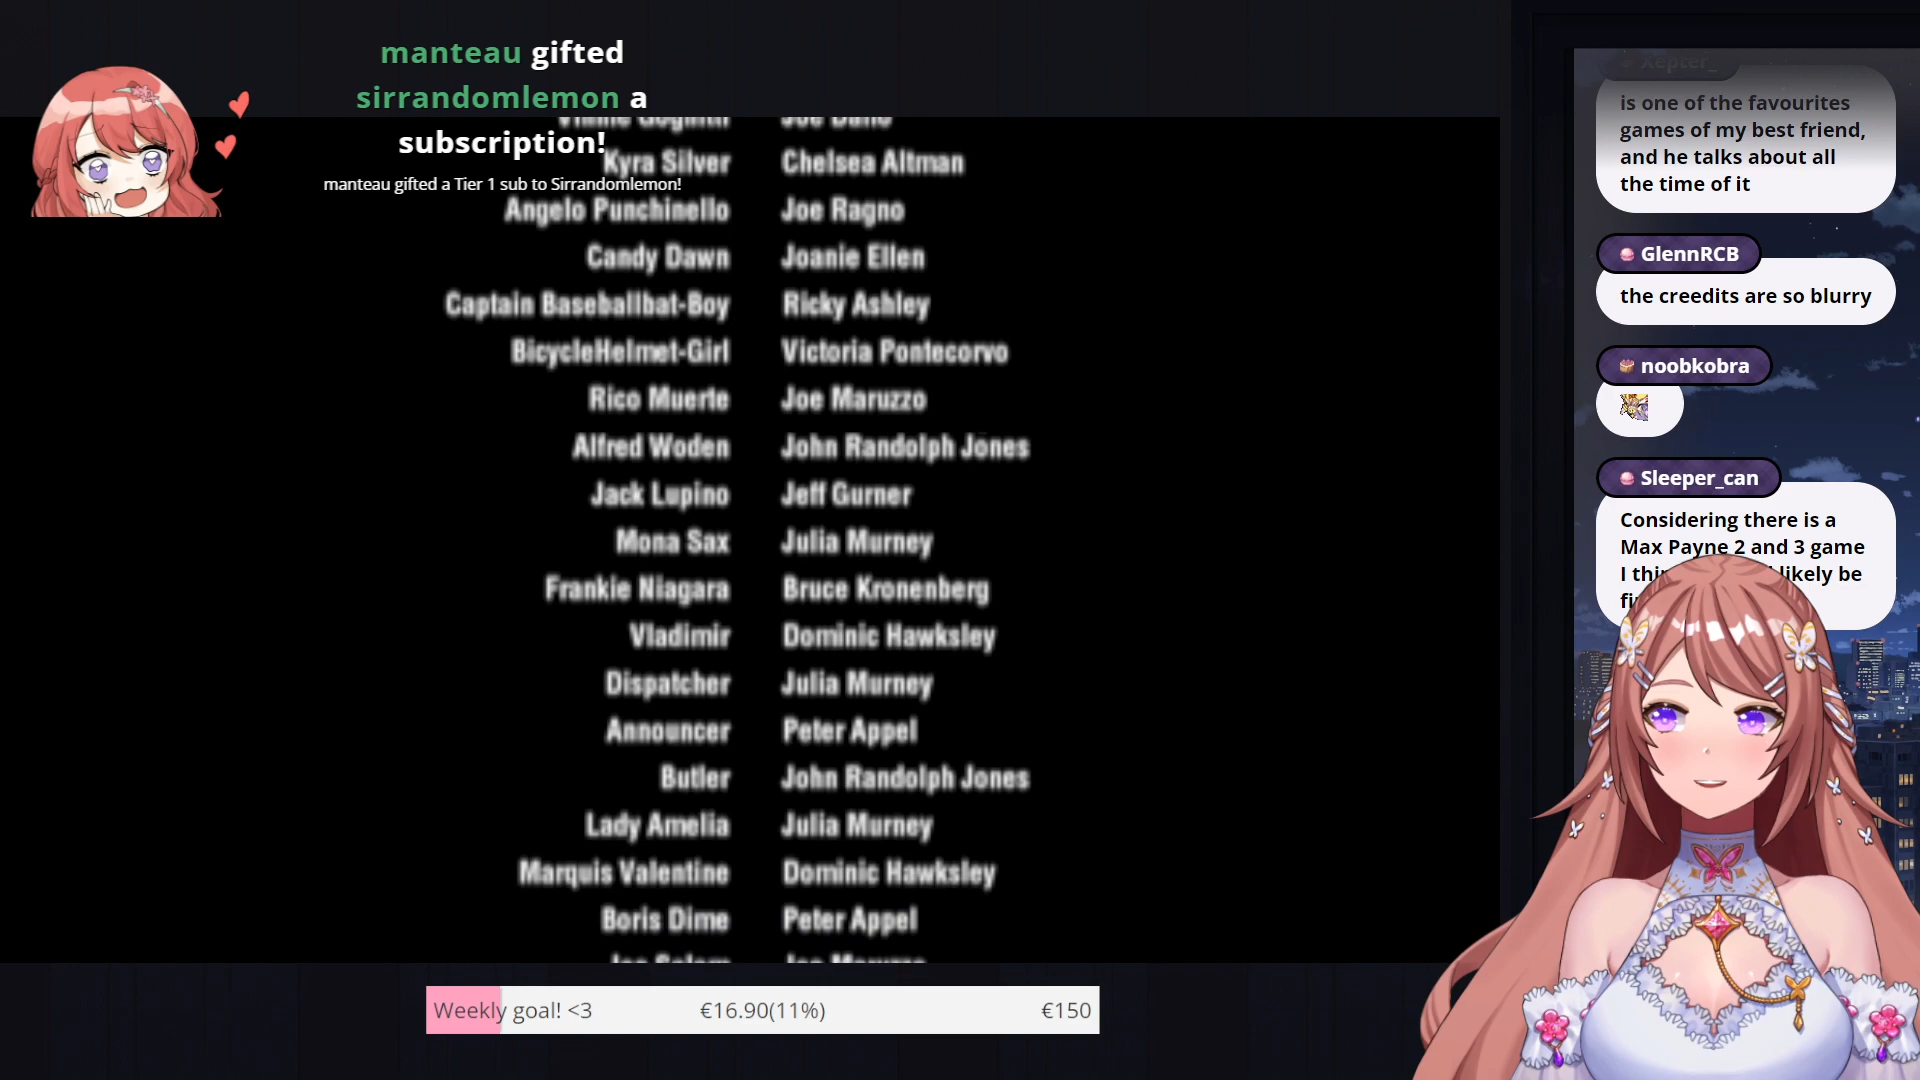 manteau gifted
sirrandomlemon a
subscription!
manteau gifted a Tier 1 sub to Sirrandomlemon!
Kyra Silver Chelsea Altman
Angelo Punchinello Joe Ragno
Candy Dawn Joanie Ellen
Captain Baseballbat-Boy Ricky Ashley
BicycleHelmet-Girl Victoria Pontecorvo
Rico Muerte Joe Maruzzo
Alfred Woden John Randolph Jones
Jack Lupino Jeff Gurner
Mona Sax Julia Murney
Frankie Niagara Bruce Kronenberg
Vladimir Dominic Hawksley
Dispatcher Julia Murney
Announcer Peter Appel
Butler John Randolph Jones
Lady Amelia Julia Murney
Marquis Valentine Dominic Hawksley
Boris Dime Peter Appel
Weekly goal! <3 €16.90(11%) €150
Xepter_
is one of the favourites
games of my best friend,
and he talks about all
the time of it
GlennRCB
the creedits are so blurry
noobkobra
Sleeper_can
Considering there is a
Max Payne 2 and 3 game
I likely be